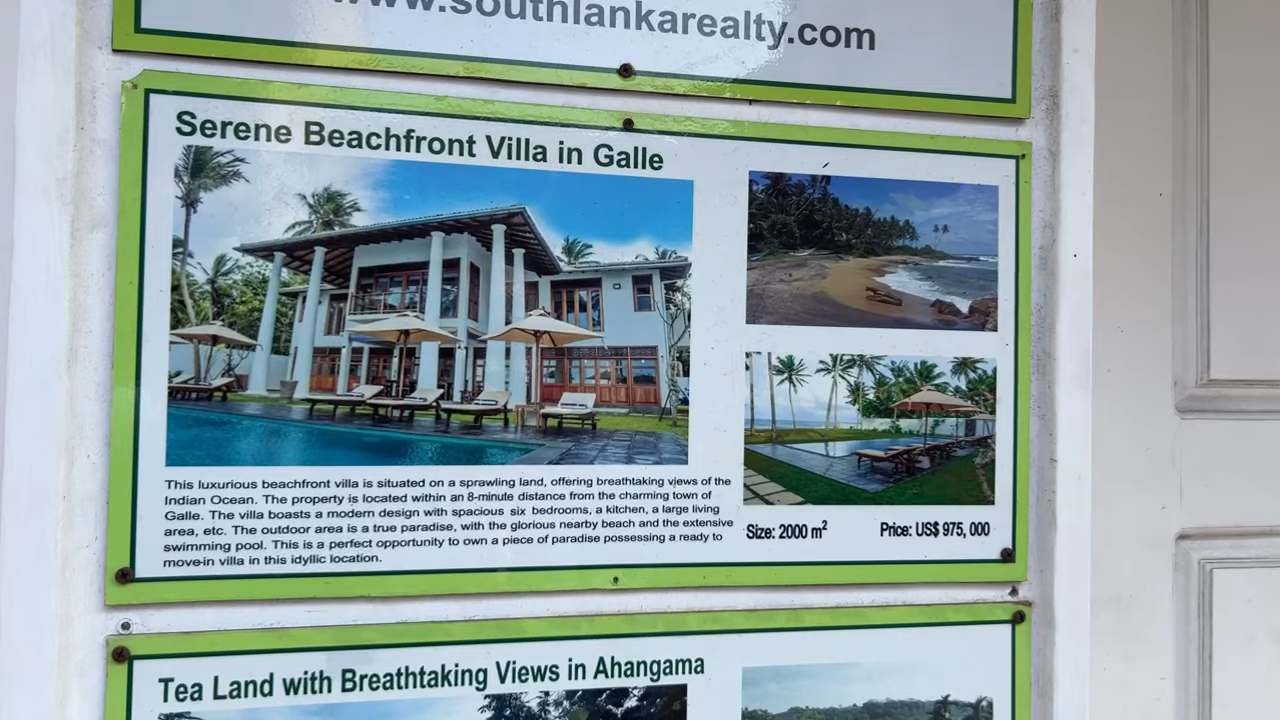 www.southlankarealty.com
Serene Beachfront Villa in Galle
This luxurious beachfront villa is situated on a sprawling land, offering breathtaking views of the
Indian Ocean. The property is located within an 8-minute distance from the charming town of
Galle. The villa boasts a modern design with spacious six bedrooms, a kitchen, a large living
area, etc. The outdoor area is a true paradise, with the glorious nearby beach and the extensive
swimming pool. This is a perfect opportunity to own a piece of paradise possessing a ready to
move-in villa in this idyllic location.
Size: 2000 m²
Price: US$ 975, 000
Tea Land with Breathtaking Views in Ahangama